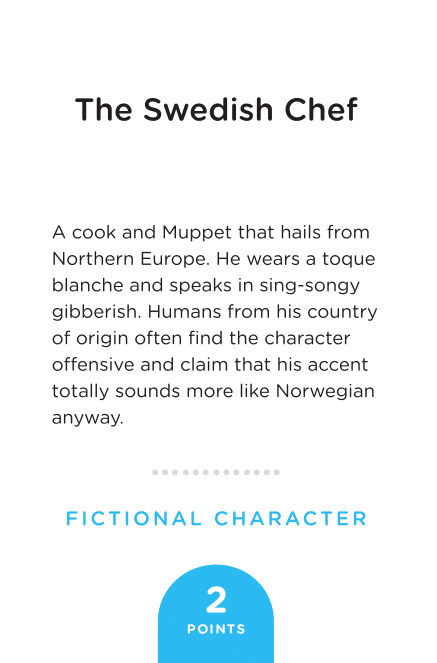 The Swedish Chef
A cook and Muppet that hails from
Northern Europe. He wears a toque
blanche and speaks in sing-songy
gibberish. Humans from his country
of origin often find the character
offensive and claim that his accent
totally sounds more like Norwegian
anyway.
FICTIONAL CHARACTER
2
POINTS